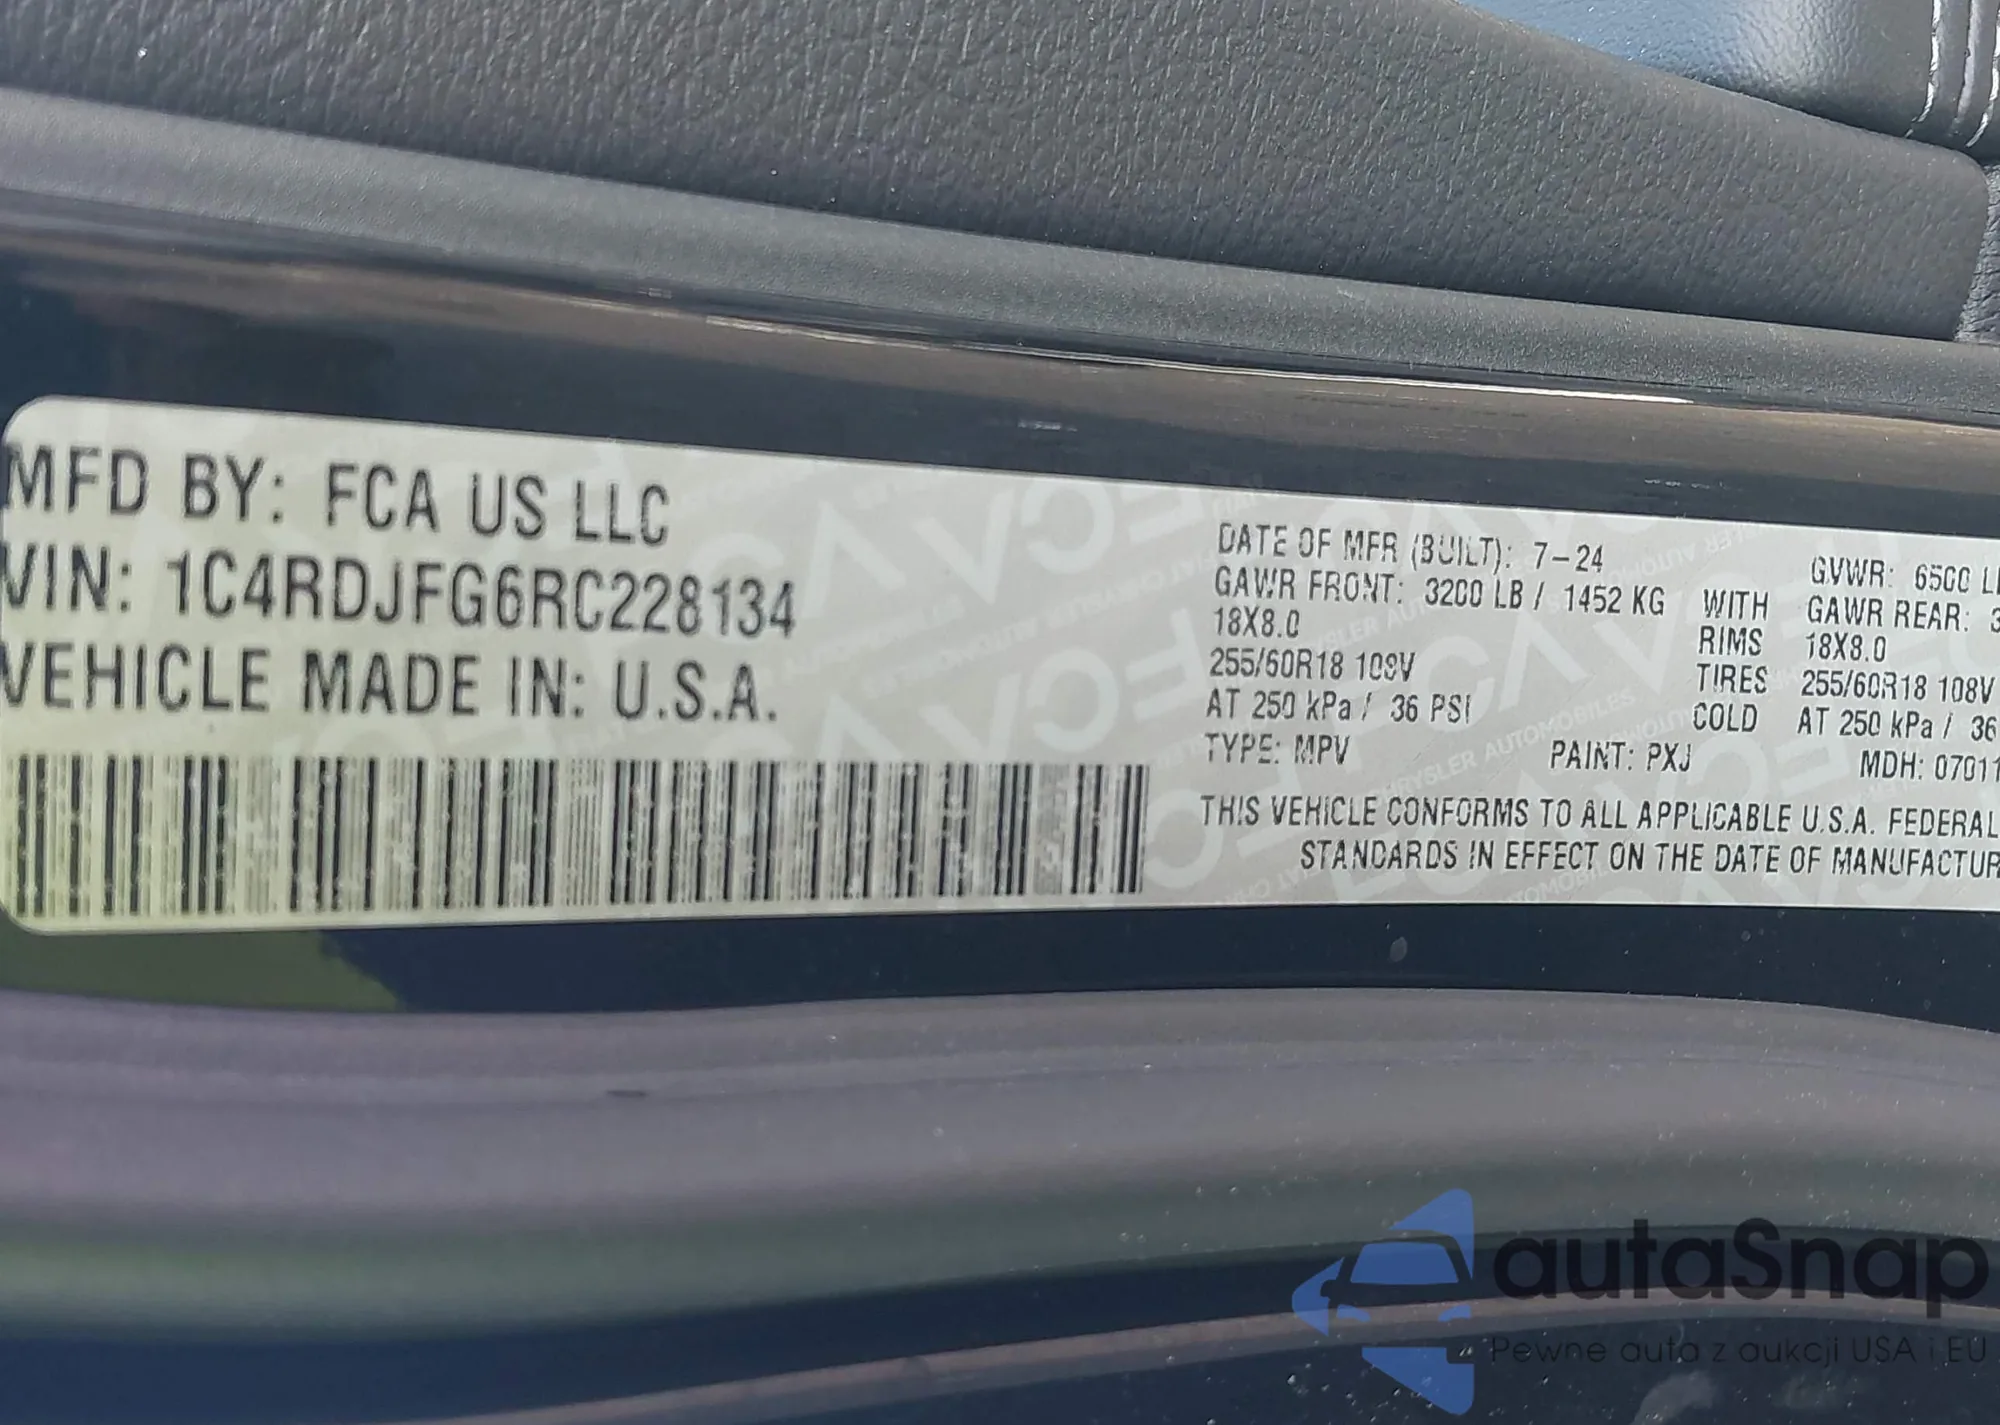 MFD BY: FCA US LLC
VIN: 1C4RDJFG6RC228134
VEHICLE MADE IN: U.S.A.
DATE OF MFR (BUILT): 7-24
GVWR: 6500
GAWR FRONT: 3200 LB / 1452 KG WITH GAWR REAR:
18X8.0 RIMS 18X8.0
255/60R18 108V TIRES 255/60R18 108V
AT 250 kPa / 36 PSI COLD AT 250 kPa / 36
TYPE: MPV PAINT: PXJ MDH: 07011
THIS VEHICLE CONFORMS TO ALL APPLICABLE U.S.A. FEDERAL
STANDARDS IN EFFECT ON THE DATE OF MANUFACTUR
autaSnap
Pewne auta z aukcji USA i EU